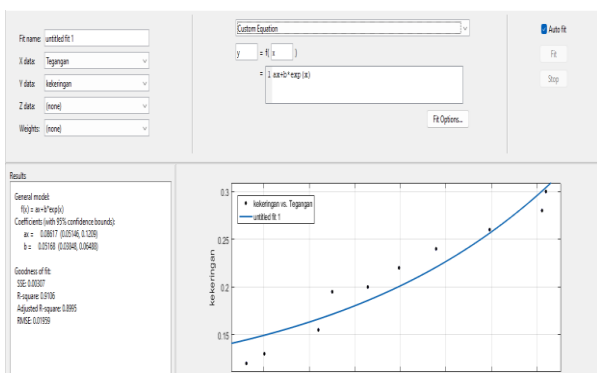 Fit name: untitled fit 1
X data: Tegangan
Y data: kekeringan
Z data: (none)
Weights: (none)
Custom Equation
y = f( x )
= 1 ax+b*exp(x)
Fit Options...
Auto fit
Fit
Stop
Results
General model:
f(x) = ax+b*exp(x)
Coefficients (with 95% confidence bounds):
ax = 0.08617 (0.05146, 0.1209)
b = 0.05168 (0.03848, 0.06488)
Goodness of fit:
SSE: 0.00307
R-square: 0.9106
Adjusted R-square: 0.8995
RMSE: 0.01959
kekeringan vs. Tegangan
untitled fit 1
0.3
0.25
0.2
0.15
kekeringan